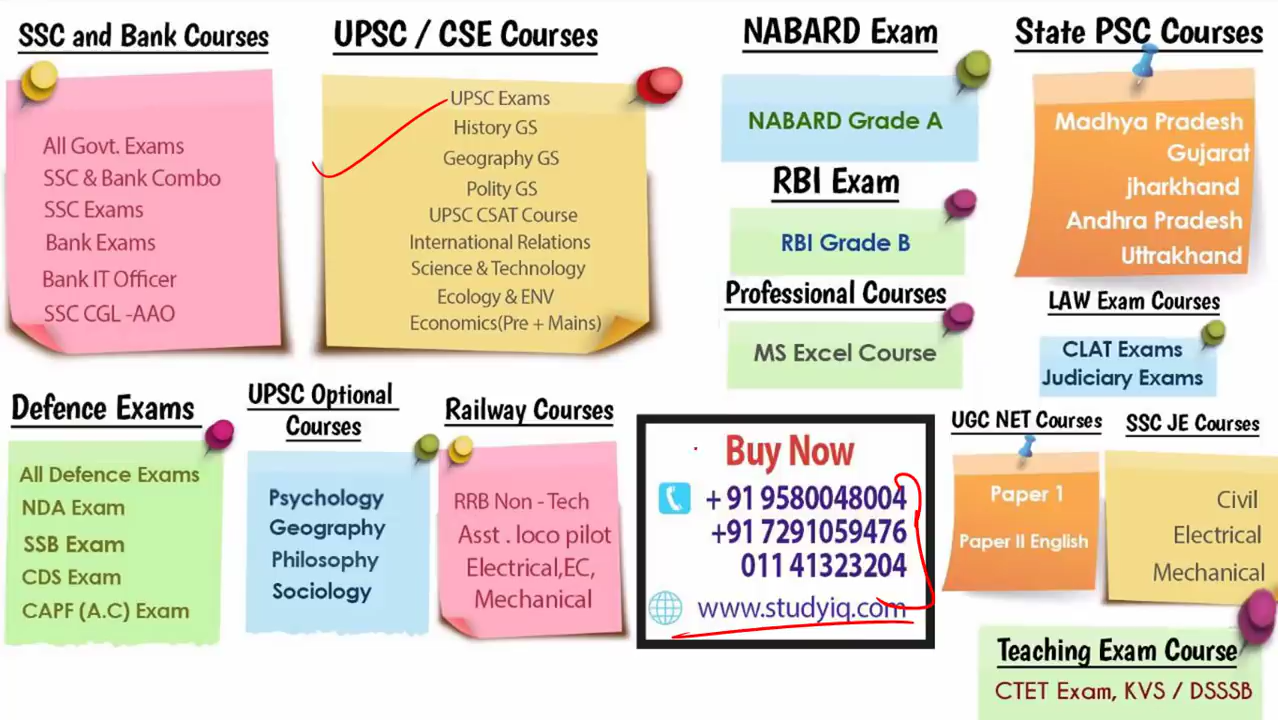 SSC and Bank Courses
All Govt. Exams
SSC & Bank Combo
SSC Exams
Bank Exams
Bank IT Officer
SSC CGL -AAO
UPSC / CSE Courses
UPSC Exams
History GS
Geography GS
Polity GS
UPSC CSAT Course
International Relations
Science & Technology
Ecology & ENV
Economics(Pre + Mains)
NABARD Exam
NABARD Grade A
RBI Exam
RBI Grade B
Professional Courses
MS Excel Course
State PSC Courses
Madhya Pradesh
Gujarat
jharkhand
Andhra Pradesh
Uttrakhand
LAW Exam Courses
CLAT Exams
Judiciary Exams
Defence Exams
All Defence Exams
NDA Exam
SSB Exam
CDS Exam
CAPF (A.C) Exam
UPSC Optional
Courses
Psychology
Geography
Philosophy
Sociology
Railway Courses
RRB Non - Tech
Asst . loco pilot
Electrical,EC,
Mechanical
Buy Now
+ 91 9580048004
+91 7291059476
011 41323204
www.studyiq.com
UGC NET Courses
Paper 1
Paper II English
SSC JE Courses
Civil
Electrical
Mechanical
Teaching Exam Course
CTET Exam, KVS / DSSSB